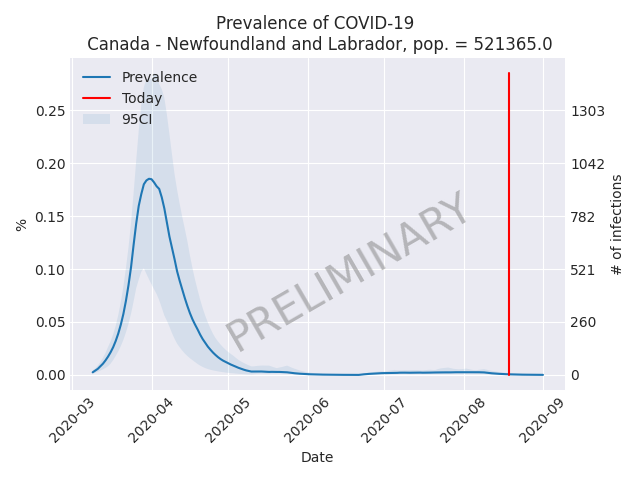 Prevalence of COVID-19
Canada - Newfoundland and Labrador, pop. = 521365.0
Prevalence
Today
95CI
0.25
0.20
0.15
0.10
0.05
0.00
%
1303
1042
782
521
260
0
# of infections
PRELIMINARY
2020-03
2020-04
2020-05
2020-06
2020-07
2020-08
2020-09
Date